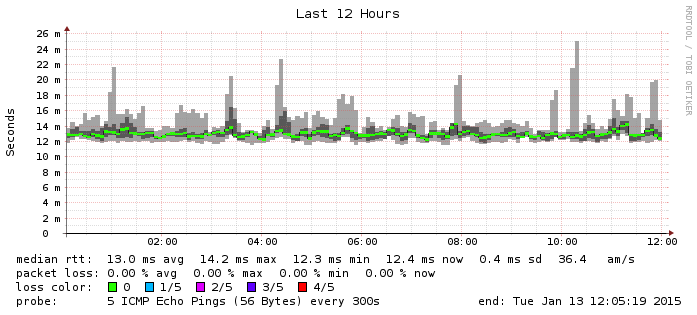 Last 12 Hours
RRDTOOL / TOBI OETIKER
Seconds
26 m
24 m
22 m
20 m
18 m
16 m
14 m
12 m
10 m
8 m
6 m
4 m
2 m
0
02:00 04:00 06:00 08:00 10:00 12:00
median rtt: 13.0 ms avg 14.2 ms max 12.3 ms min 12.4 ms now 0.4 ms sd 36.4 am/s
packet loss: 0.00 % avg 0.00 % max 0.00 % min 0.00 % now
loss color: 0 1/5 2/5 3/5 4/5
probe: 5 ICMP Echo Pings (56 Bytes) every 300s end: Tue Jan 13 12:05:19 2015